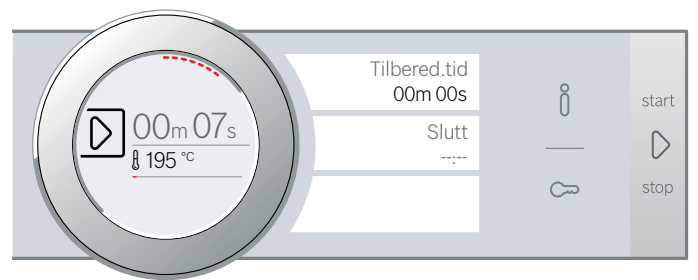 00m 07s
195 °C
Tilbered.tid
00m 00s
Slutt
--:--
start
stop